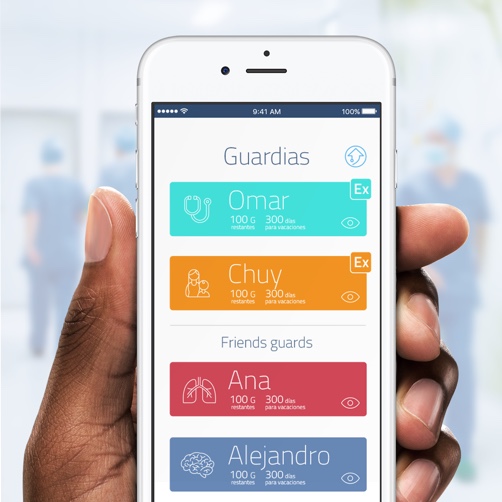 9:41 AM
100%
Guardias
Ex
Omar
100 G
restantes
300 días
para vacaciones
Ex
Chuy
100 G
restantes
300 días
para vacaciones
Friends guards
Ana
100 G
restantes
300 días
para vacaciones
Alejandro
100 G
restantes
300 días
para vacaciones